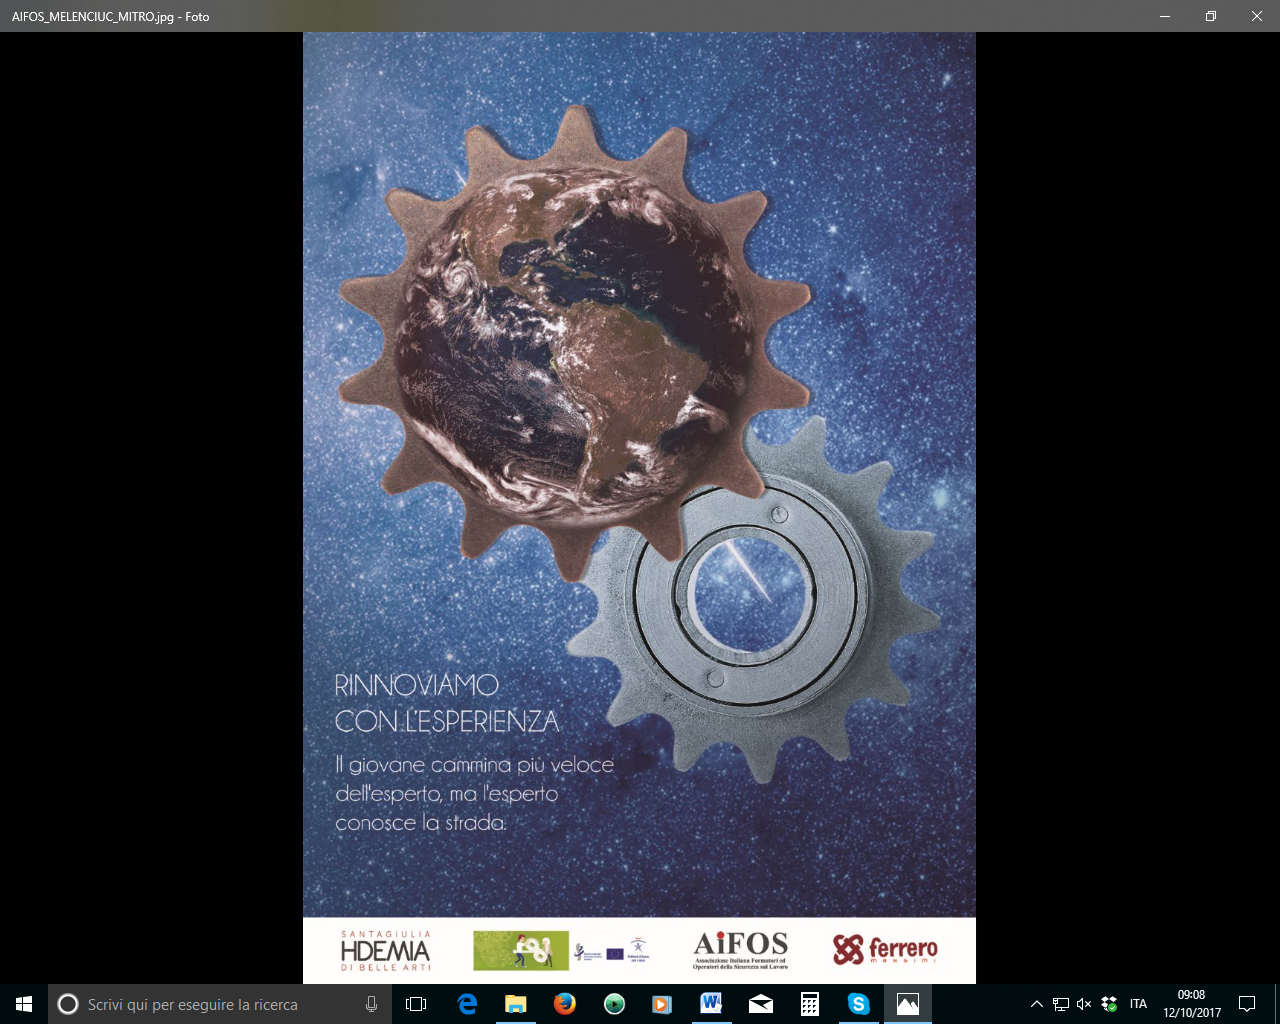 AIFOS_MELENCIUC_MITRO.jpg - Foto
RINNOVIAMO
CON L'ESPERIENZA
Il giovane cammina più veloce
dell'esperto, ma l'esperto
conosce la strada.
SANTAGIULIA
HDEMIA
DI BELLE ARTI
AiFOS
Associazione Italiana Formatori ed
Operatori della Sicurezza sul Lavoro
ferrero
MANGIMI
Scrivi qui per eseguire la ricerca
ITA
09:08
12/10/2017